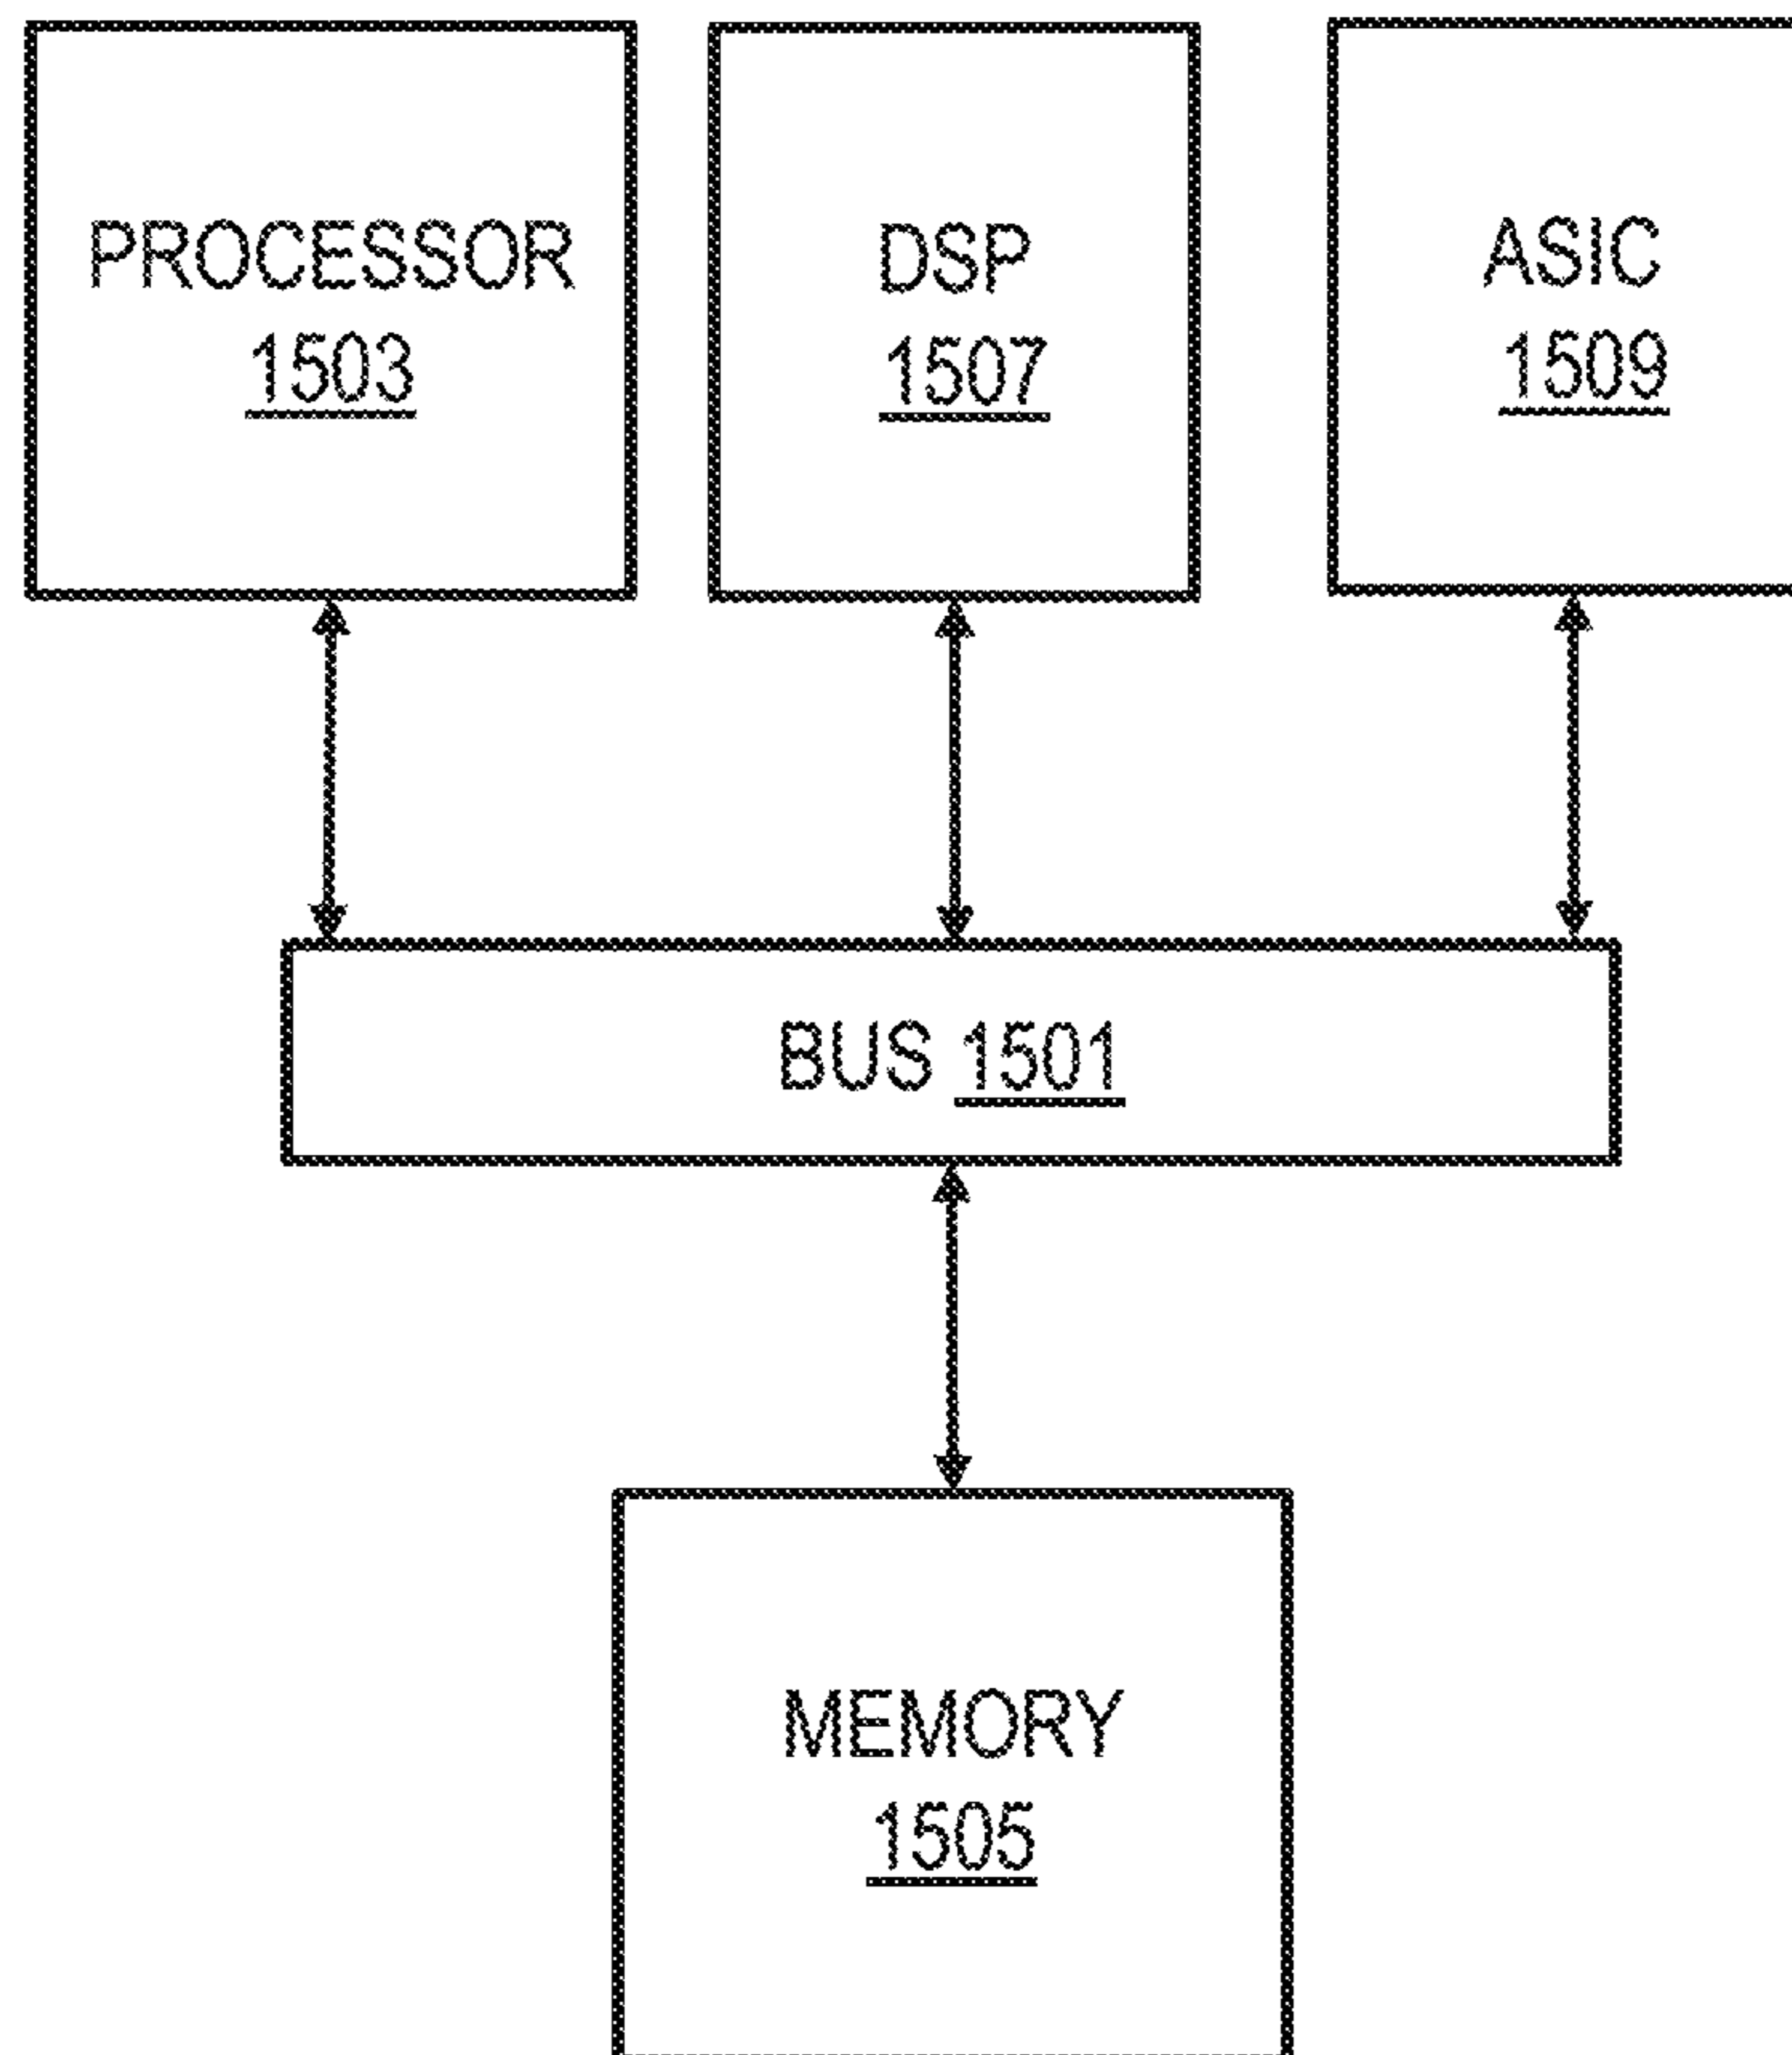 PROCESSOR
1503
DSP
1507
ASIC
1509
BUS 1501
MEMORY
1505